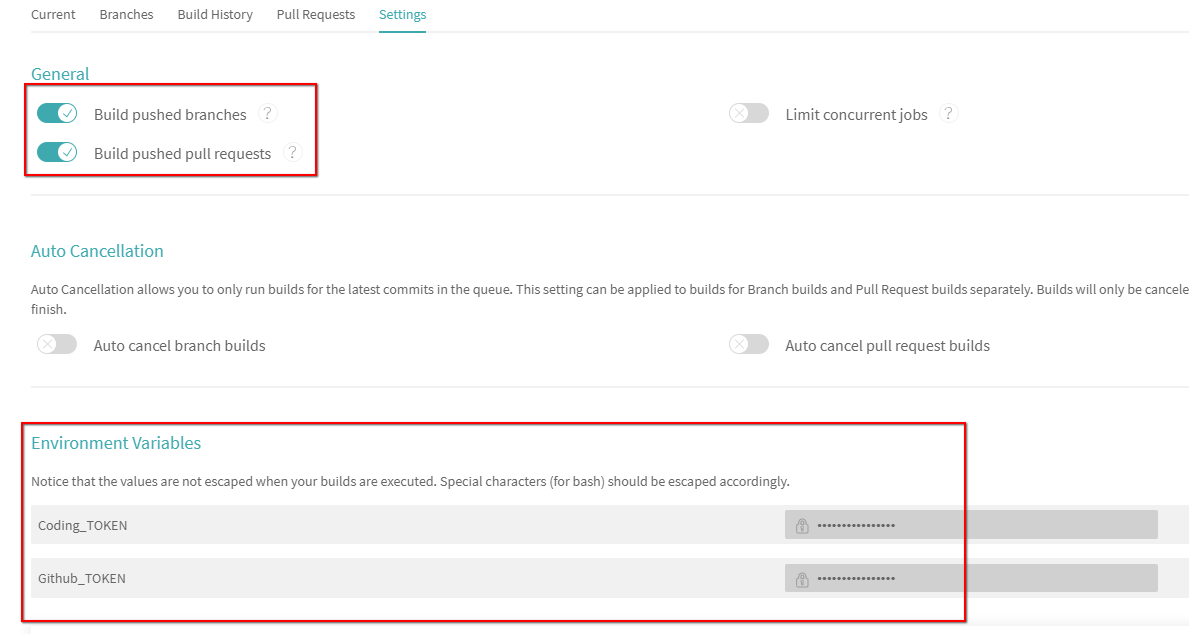 Current Branches Build History Pull Requests Settings
General
Build pushed branches ? Limit concurrent jobs ?
Build pushed pull requests ?
Auto Cancellation
Auto Cancellation allows you to only run builds for the latest commits in the queue. This setting can be applied to builds for Branch builds and Pull Request builds separately. Builds will only be cancele
finish.
Auto cancel branch builds Auto cancel pull request builds
Environment Variables
Notice that the values are not escaped when your builds are executed. Special characters (for bash) should be escaped accordingly.
Coding_TOKEN ••••••••••••••••
Github_TOKEN ••••••••••••••••